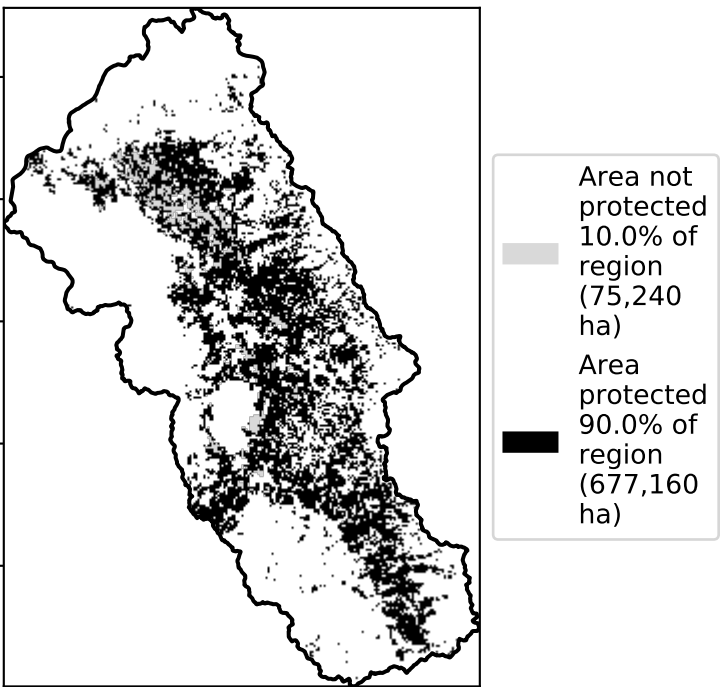 Area not
protected
10.0% of
region
(75,240
ha)
Area
protected
90.0% of
region
(677,160
ha)